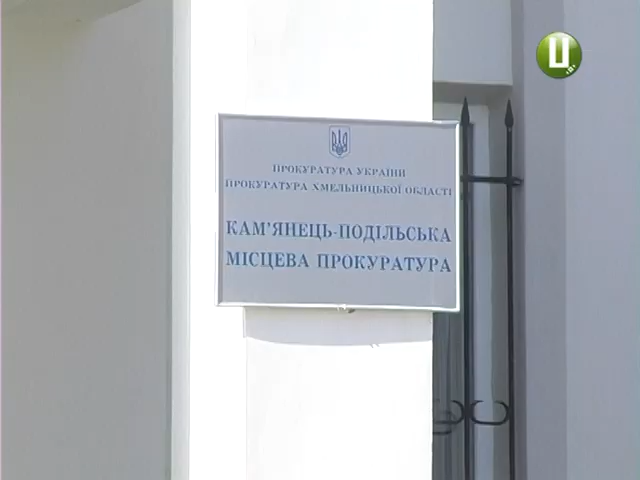 Ц
ПРОКУРАТУРА УКРАЇНИ
ПРОКУРАТУРА ХМЕЛЬНИЦЬКОЇ ОБЛАСТІ
КАМ'ЯНЕЦЬ-ПОДІЛЬСЬКА
МІСЦЕВА ПРОКУРАТУРА